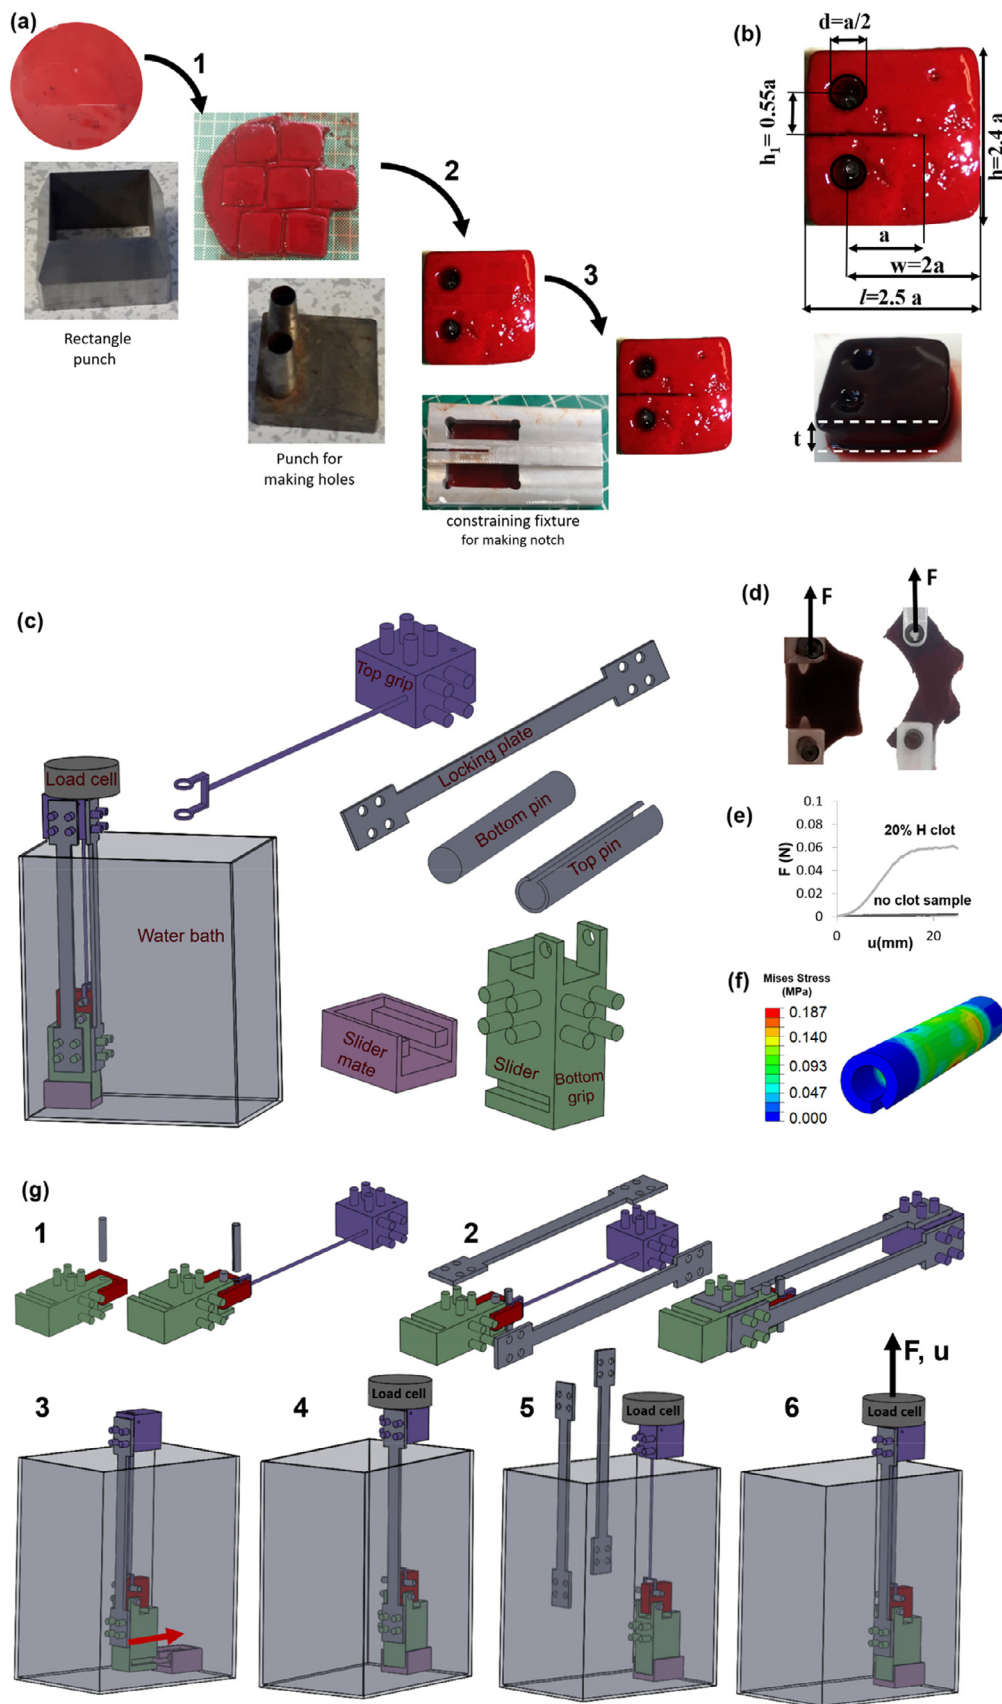 (a)
1
2
3
Rectangle
punch
Punch for
making holes
constraining fixture
for making notch
(b)
d=a/2
h₁= 0.55a
h=2.4 a
a
w=2a
l=2.5 a
t
(c)
Top grip
Locking plate
Load cell
Bottom pin
Top pin
Water bath
Slider
mate
Slider
Bottom
grip
(d)
F
F
(e)
0.1
0.08
0.06
0.04
0.02
0
F (N)
20% H clot
no clot sample
0
20
u(mm)
(f)
Mises Stress
(MPa)
0.187
0.140
0.093
0.047
0.000
(g)
1
2
3
4
Load cell
5
Load cell
6
F, u
Load cell